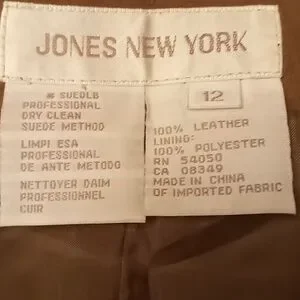 JONES NEW YORK
# SUEDLB
PROFESSIONAL
DRY CLEAN
SUEDE METHOD
LIMPI ESA
PROFESIONAL
DE ANTE METODO
NETTOYER DAIM
PROFESSIONNEL
CUIR
12
100% LEATHER
LINING:
100% POLYESTER
RN 54050
CA 08349
MADE IN CHINA
OF IMPORTED FABRIC